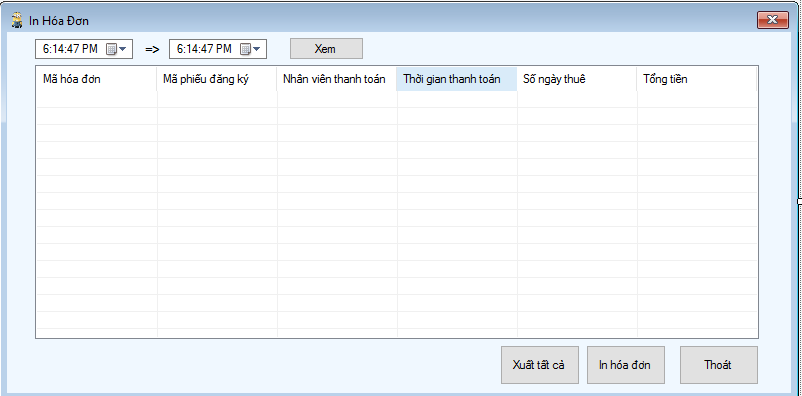 In Hóa Đơn
6:14:47 PM => 6:14:47 PM Xem
Mã hóa đơn Mã phiếu đăng ký Nhân viên thanh toán Thời gian thanh toán Số ngày thuê Tổng tiền
Xuất tất cả In hóa đơn Thoát